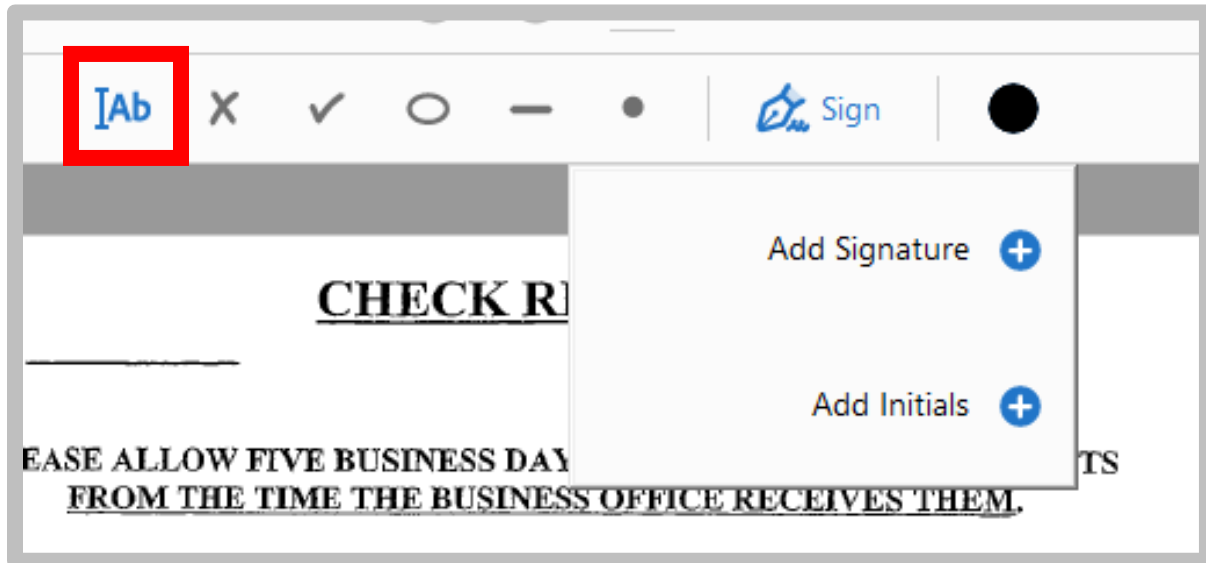 Ab
Sign
Add Signature
CHECK
Add Initials
EASE ALLOW FIVE BUSINESS DAY TS
FROM THE TIME THE BUSINESS OFFICE RECEIVES THEM.